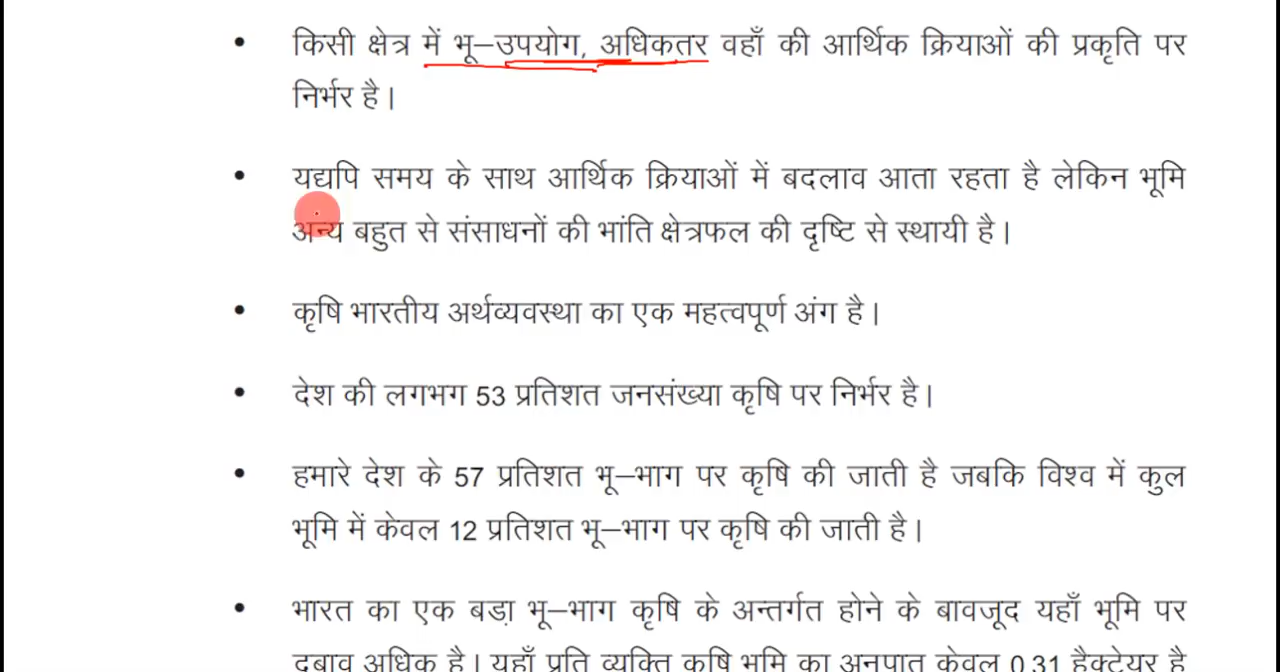 • किसी क्षेत्र में भू–उपयोग, अधिकतर वहाँ की आर्थिक क्रियाओं की प्रकृति पर
निर्भर है।
• यद्यपि समय के साथ आर्थिक क्रियाओं में बदलाव आता रहता है लेकिन भूमि
अन्य बहुत से संसाधनों की भांति क्षेत्रफल की दृष्टि से स्थायी है।
• कृषि भारतीय अर्थव्यवस्था का एक महत्वपूर्ण अंग है।
• देश की लगभग 53 प्रतिशत जनसंख्या कृषि पर निर्भर है।
• हमारे देश के 57 प्रतिशत भू–भाग पर कृषि की जाती है जबकि विश्व में कुल
भूमि में केवल 12 प्रतिशत भू–भाग पर कृषि की जाती है।
• भारत का एक बड़ा भू–भाग कृषि के अन्तर्गत होने के बावजूद यहाँ भूमि पर
दबाव अधिक है। यहाँ प्रति व्यक्ति कृषि भूमि का अनुपात केवल 0.31 हैक्टेयर है